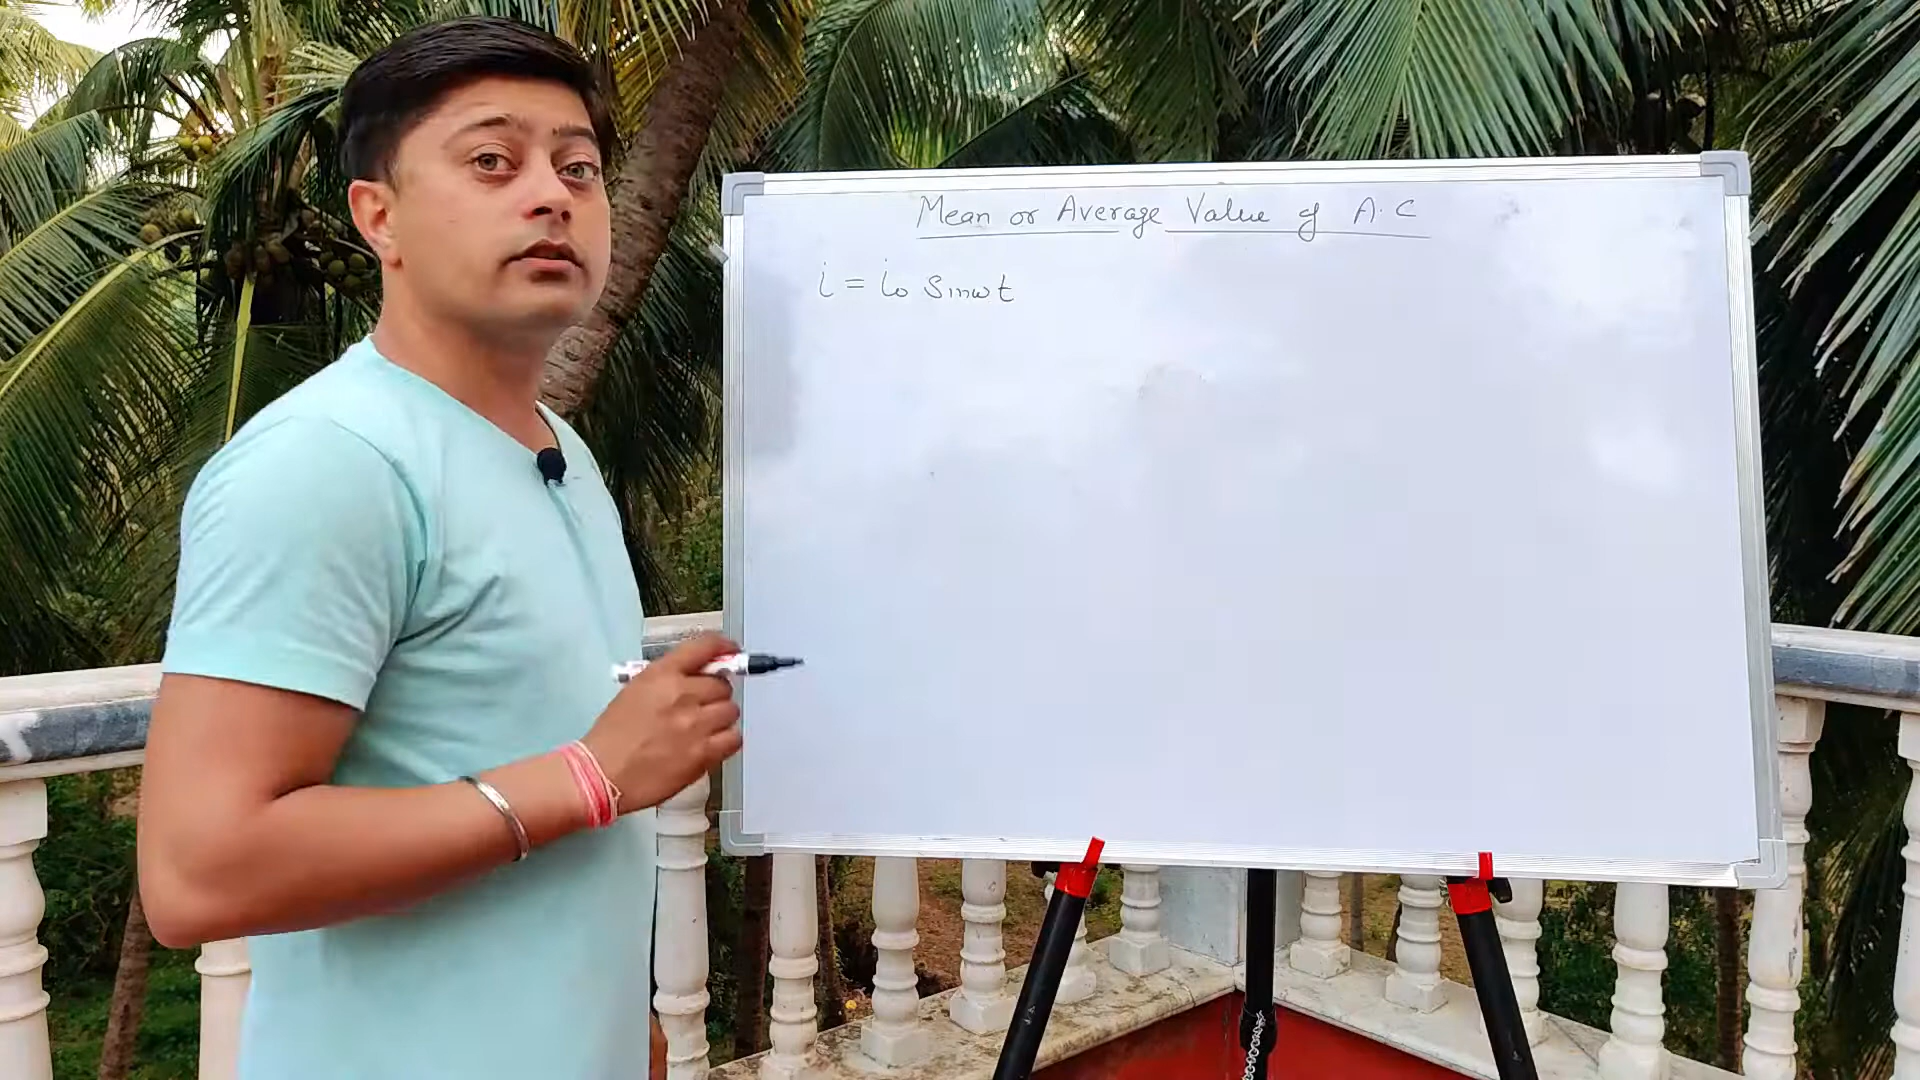 Mean or Average Value of A.C
i = i₀ sinωt